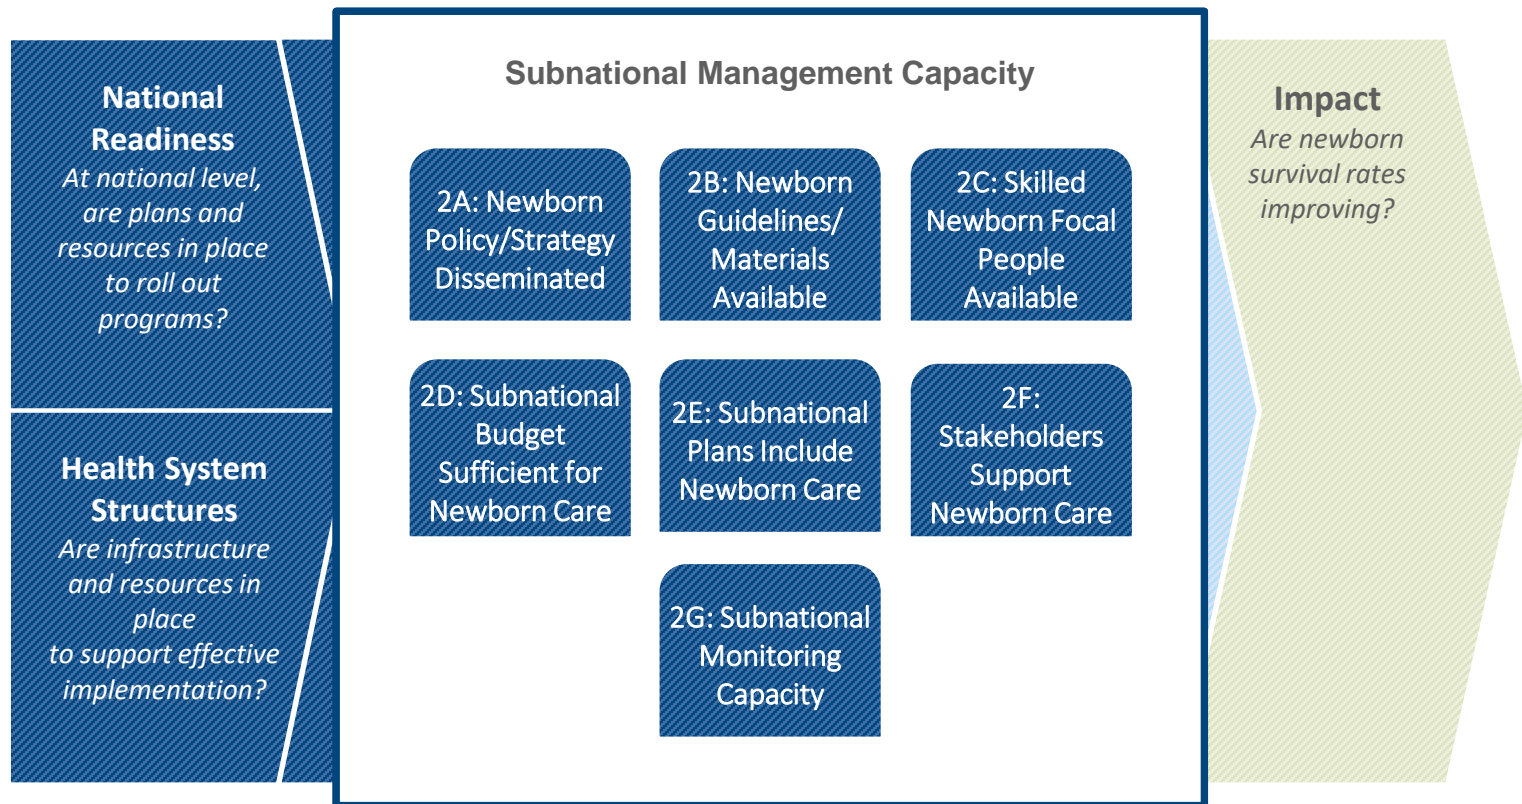 National
Readiness
At national level,
are plans and
resources in place
to roll out
programs?
Health System
Structures
Are infrastructure
and resources in
place
to support effective
implementation?
Subnational Management Capacity
2A: Newborn
Policy/Strategy
Disseminated
2B: Newborn
Guidelines/
Materials
Available
2C: Skilled
Newborn Focal
People
Available
2D: Subnational
Budget
Sufficient for
Newborn Care
2E: Subnational
Plans Include
Newborn Care
2F:
Stakeholders
Support
Newborn Care
2G: Subnational
Monitoring
Capacity
Impact
Are newborn
survival rates
improving?